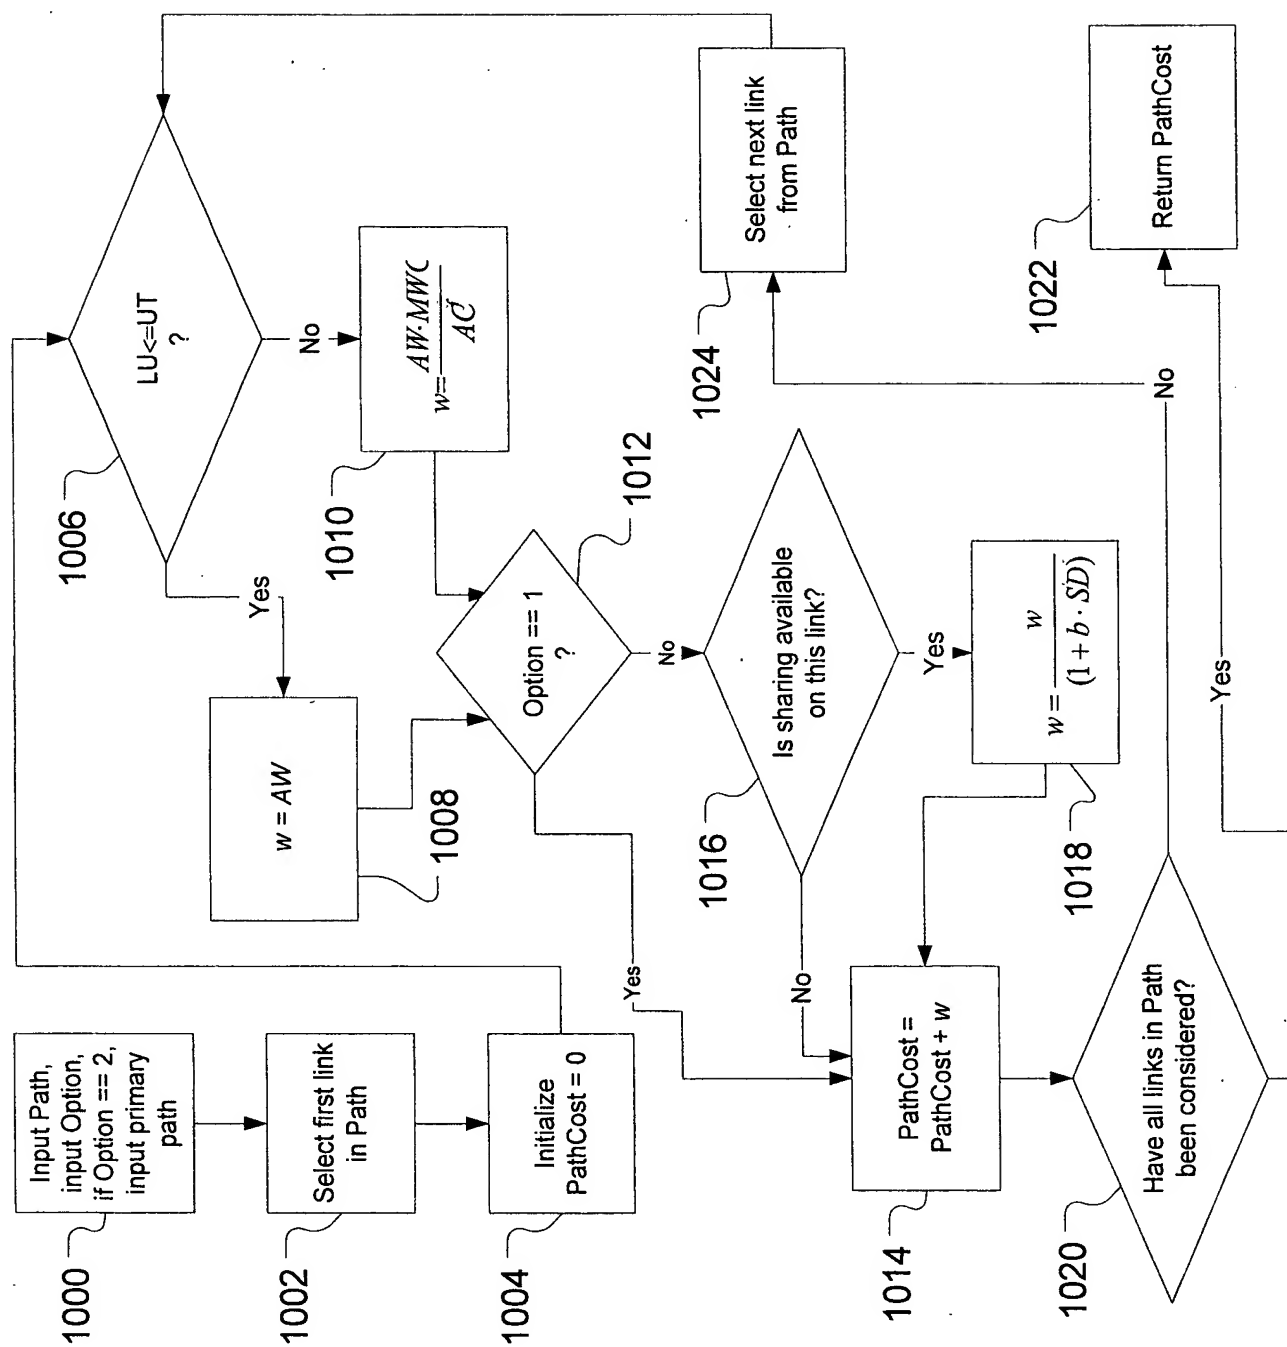 Input Path,
input Option,
if Option == 2,
input primary
path
1000
Select first link
in Path
1002
Initialize
PathCost = 0
1004
LU<=UT
?
1006
Yes
No
w = AW
1008
w= AW·MWC / AC
1010
Option == 1
?
1012
Yes
No
Is sharing available
on this link?
1016
No
Yes
w = w / (1 + b · SD)
1018
PathCost =
PathCost + w
1014
Have all links in Path
been considered?
1020
No
Yes
Select next link
from Path
1024
Return PathCost
1022